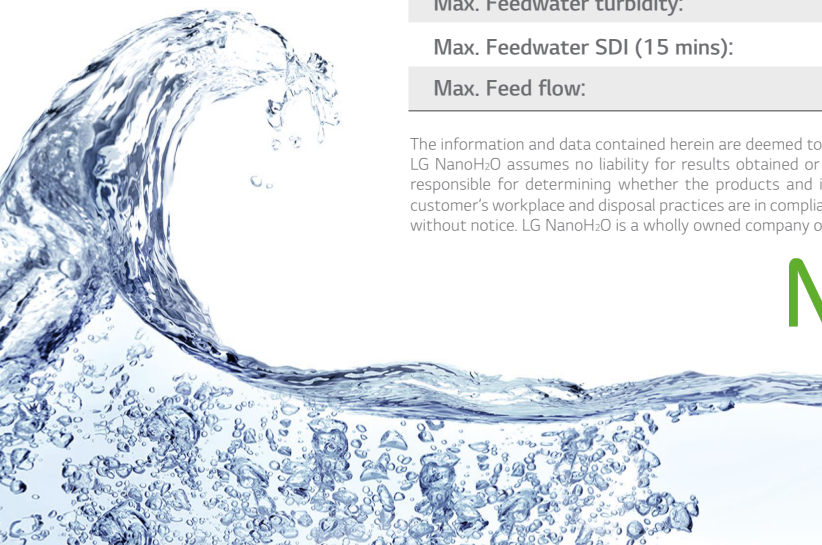 Max. Feedwater turbidity:
Max. Feedwater SDI (15 mins):
Max. Feed flow:
The information and data contained herein are deemed to
LG NanoH₂O assumes no liability for results obtained or
responsible for determining whether the products and i
customer's workplace and disposal practices are in complia
without notice. LG NanoH₂O is a wholly owned company o
N